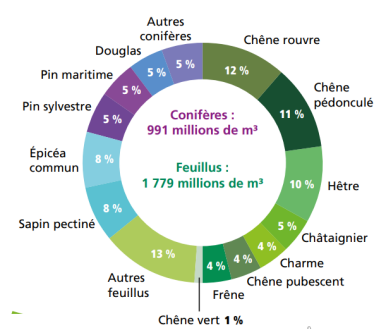 Autres
conifères
5 %
Chêne rouvre
12 %
Chêne
pédonculé
11 %
Hêtre
10 %
Châtaignier
5 %
Charme
4 %
Chêne pubescent
4 %
Frêne
4 %
Chêne vert 1 %
Autres
feuillus
13 %
Sapin pectiné
8 %
Épicéa
commun
8 %
Pin sylvestre
5 %
Pin maritime
5 %
Douglas
5 %
Conifères :
991 millions de m³
Feuillus :
1 779 millions de m³